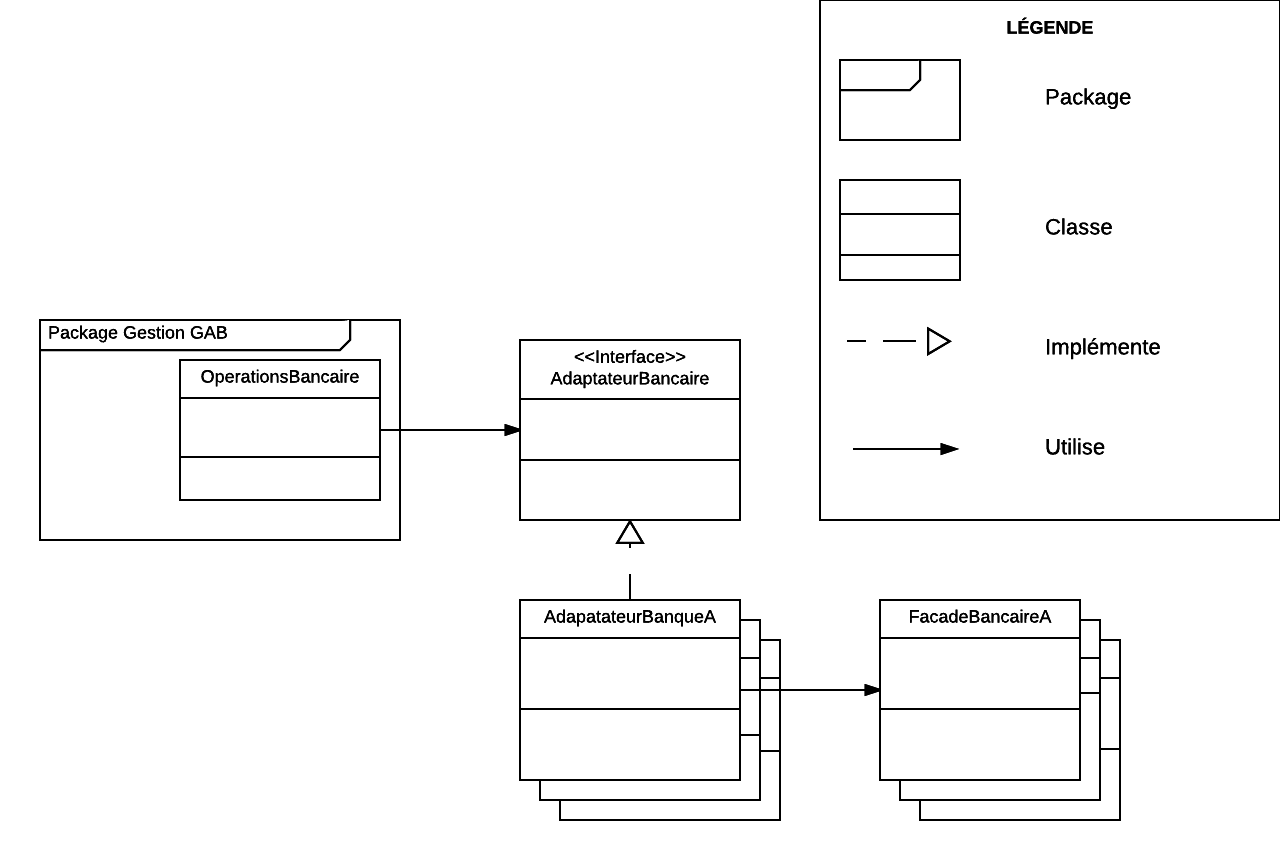 LÉGENDE
Package
Classe
Implémente
Utilise
Package Gestion GAB
OperationsBancaire
<<Interface>>
AdaptateurBancaire
AdapatateurBanqueA
FacadeBancaireA